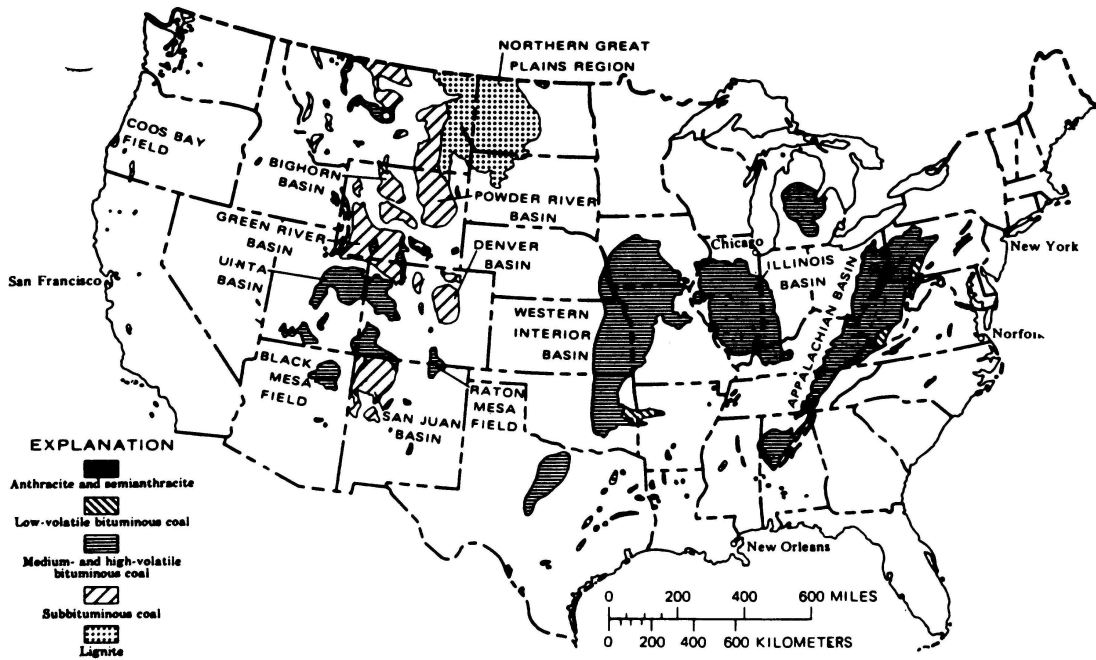 NORTHERN GREAT
PLAINS REGION
COOS BAY
FIELD
BIGHORN
BASIN
POWDER RIVER
BASIN
GREEN RIVER
BASIN
DENVER
BASIN
UINTA
BASIN
Chicago
ILLINOIS
BASIN
New York
San Francisco
WESTERN
INTERIOR
BASIN
APPALACHIAN BASIN
Norfol
BLACK
MESA
FIELD
RATON
MESA
FIELD
SAN JUAN
BASIN
EXPLANATION
Anthracite and semianthracite
Low-volatile bituminous coal
Medium- and high-volatile
bituminous coal
Subbituminous coal
Lignite
New Orleans
0 200 400 600 MILES
0 200 400 600 KILOMETERS